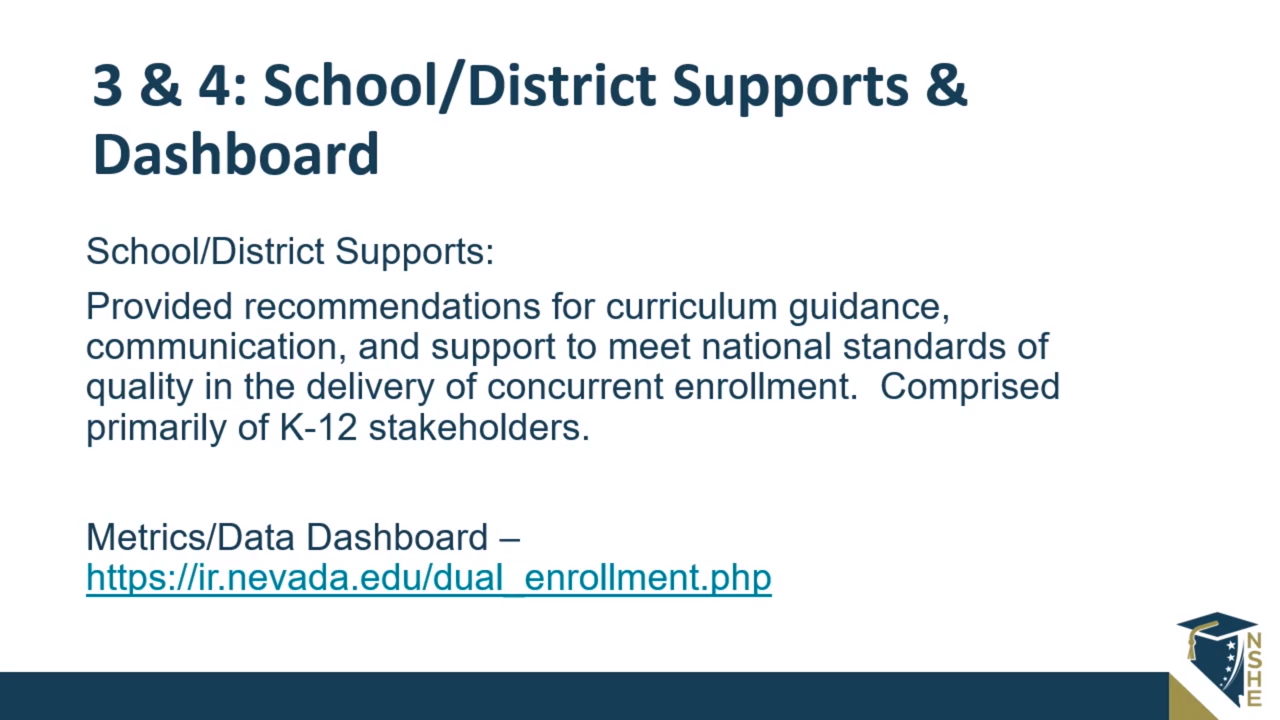 3 & 4: School/District Supports &
Dashboard
School/District Supports:
Provided recommendations for curriculum guidance,
communication, and support to meet national standards of
quality in the delivery of concurrent enrollment.  Comprised
primarily of K-12 stakeholders.
Metrics/Data Dashboard –
https://ir.nevada.edu/dual_enrollment.php
NSHE